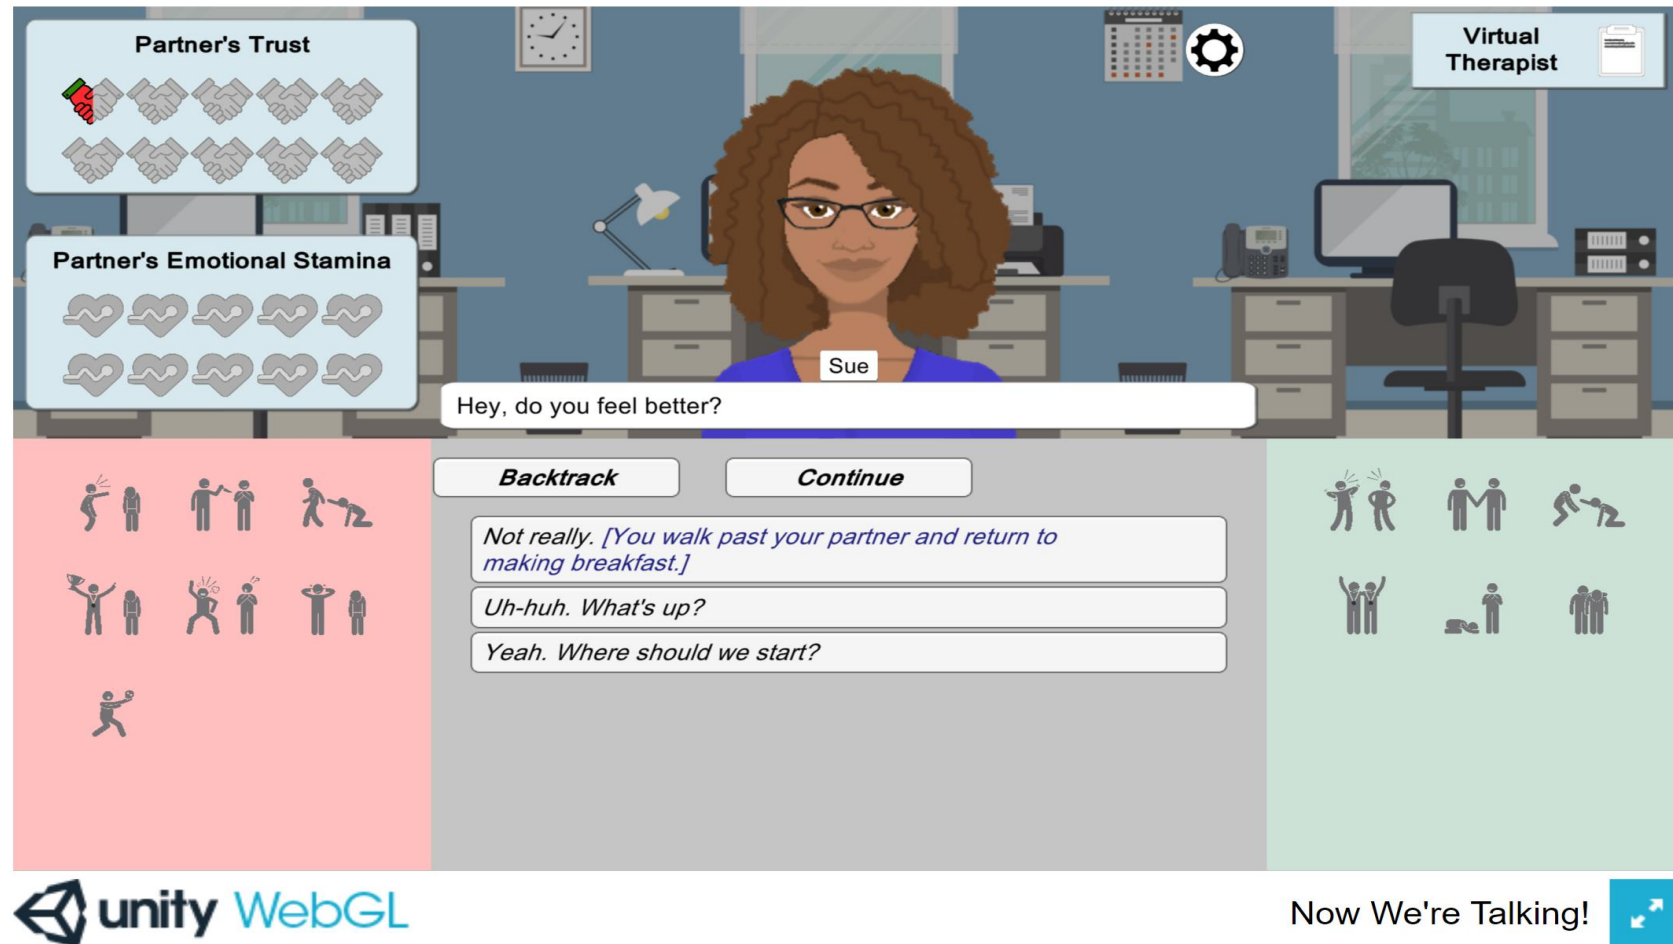 Partner's Trust
Virtual
Therapist
Partner's Emotional Stamina
Sue
Hey, do you feel better?
Backtrack
Continue
Not really. [You walk past your partner and return to
making breakfast.]
Uh-huh. What's up?
Yeah. Where should we start?
unity WebGL
Now We're Talking!